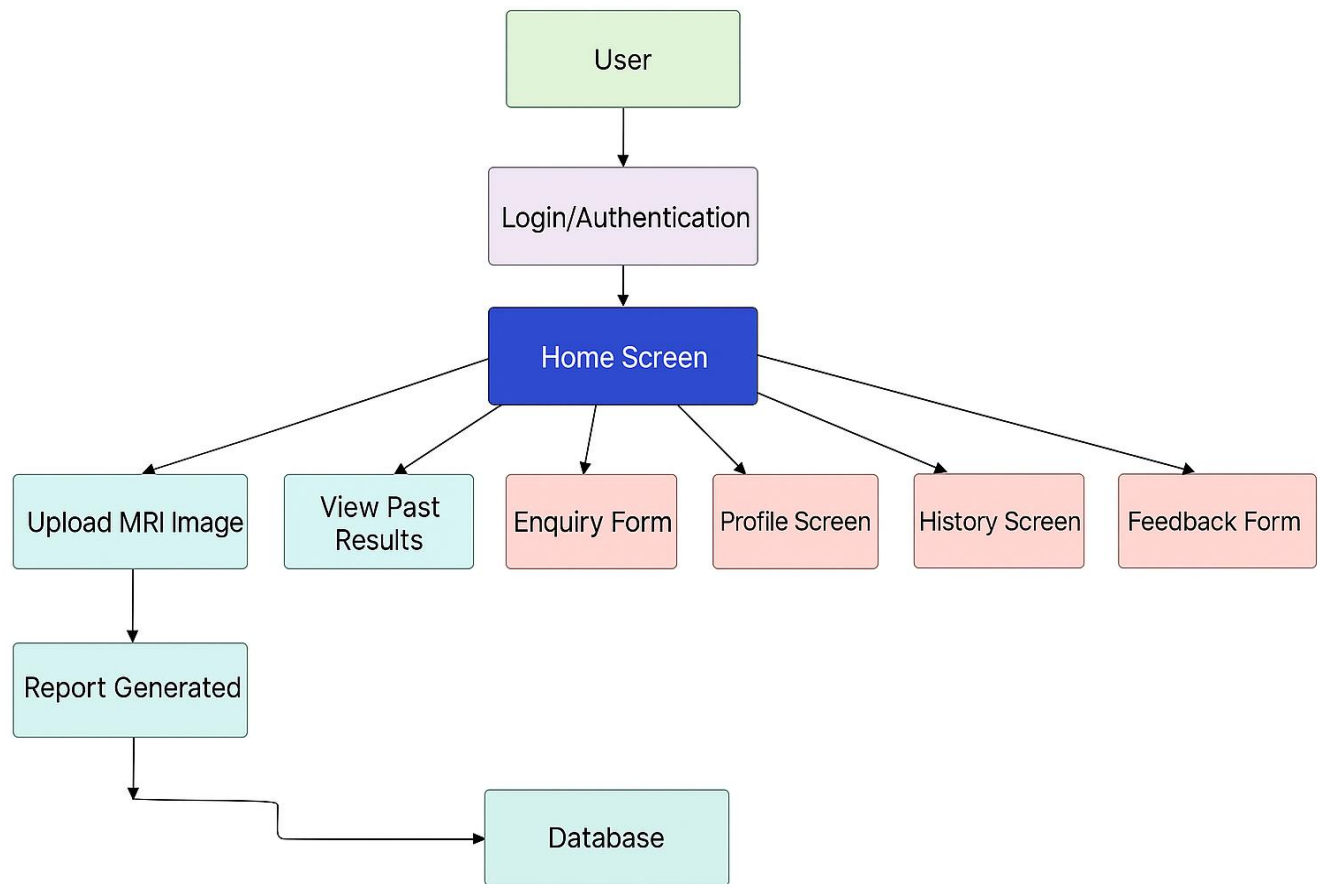 User
Login/Authentication
Home Screen
Upload MRI Image
View Past
Results
Enquiry Form
Profile Screen
History Screen
Feedback Form
Report Generated
Database